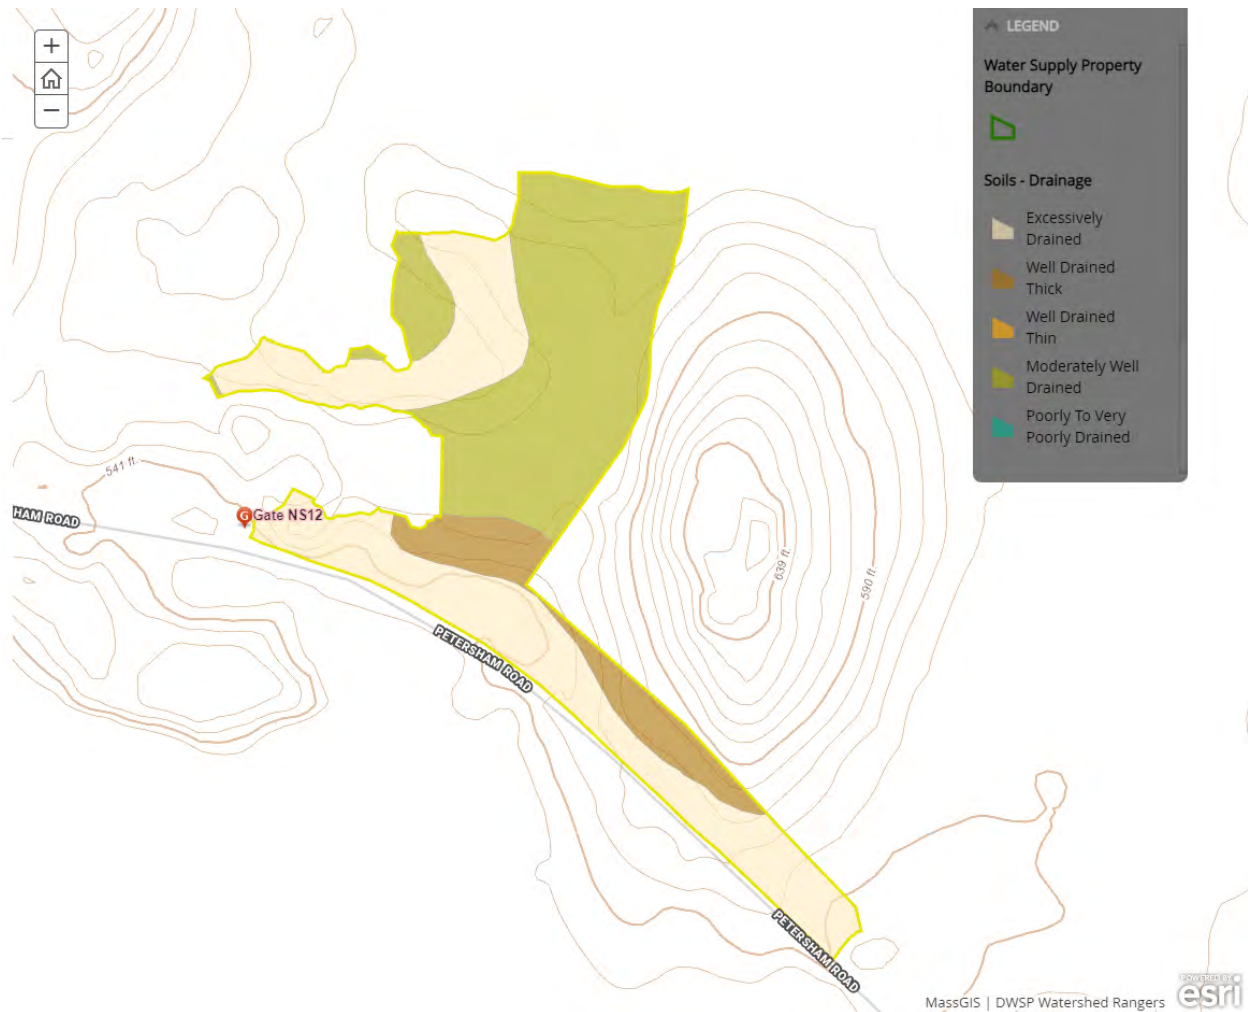 +
−
LEGEND
Water Supply Property
Boundary
Soils - Drainage
Excessively
Drained
Well Drained
Thick
Well Drained
Thin
Moderately Well
Drained
Poorly To Very
Poorly Drained
541 ft.
HAM ROAD
G Gate NS12
639 ft.
590 ft.
PETERSHAM ROAD
PETERSHAM ROAD
MassGIS | DWSP Watershed Rangers
POWERED BY
esri